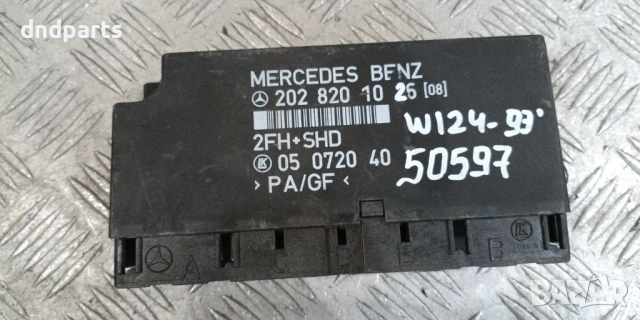 dndparts
MERCEDES BENZ
202 820 10 26 [08]
2FH+SHD
05 0720 40
> PA/GF <
W124-93'
50597
A C E B
BAZAR